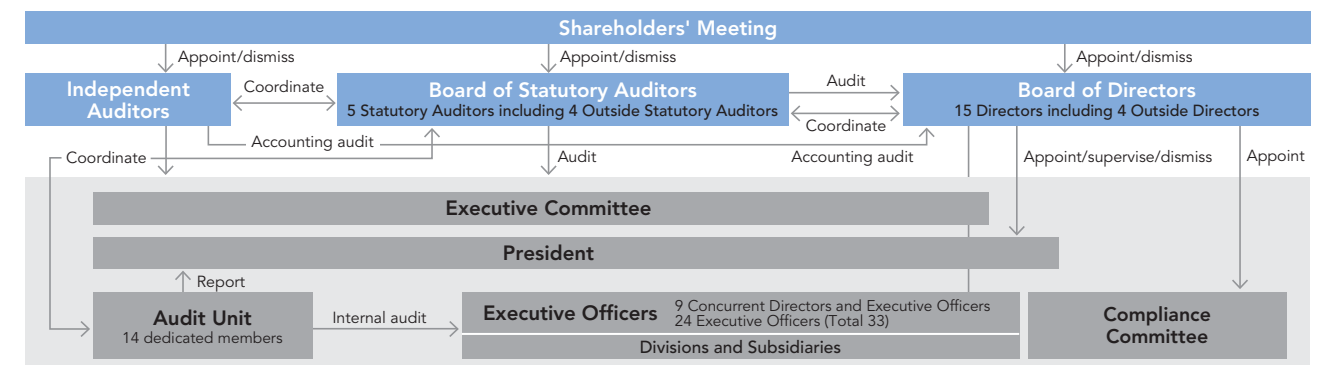 Shareholders' Meeting
Appoint/dismiss
Appoint/dismiss
Appoint/dismiss
Independent
Auditors
Coordinate
Board of Statutory Auditors
5 Statutory Auditors including 4 Outside Statutory Auditors
Audit
Coordinate
Board of Directors
15 Directors including 4 Outside Directors
Coordinate
Accounting audit
Audit
Accounting audit
Appoint/supervise/dismiss
Appoint
Executive Committee
President
Report
Audit Unit
14 dedicated members
Internal audit
Executive Officers
9 Concurrent Directors and Executive Officers
24 Executive Officers (Total 33)
Divisions and Subsidiaries
Compliance
Committee